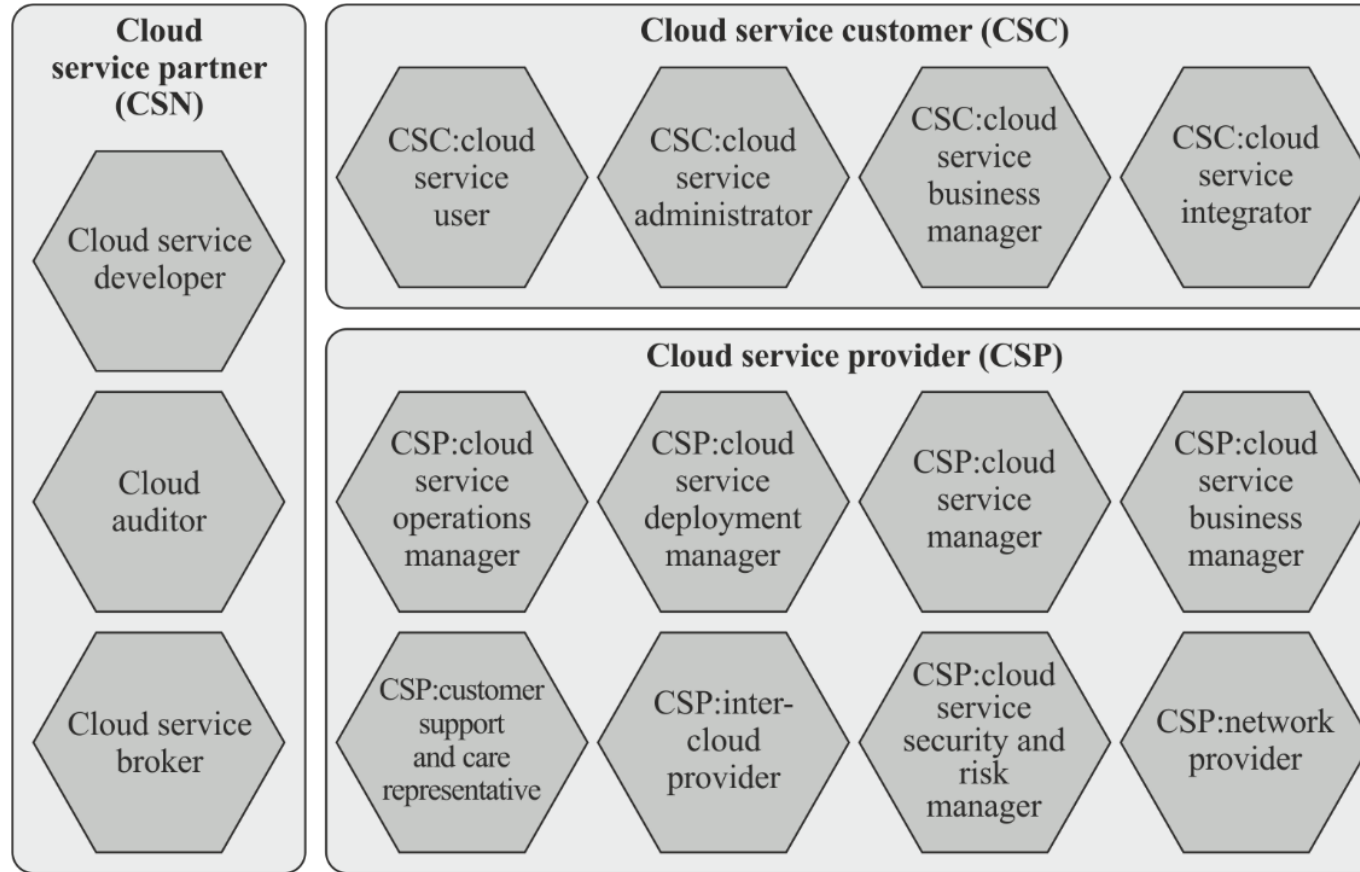 Cloud
service partner
(CSN)
Cloud service
developer
Cloud
auditor
Cloud service
broker
Cloud service customer (CSC)
CSC:cloud
service
user
CSC:cloud
service
administrator
CSC:cloud
service
business
manager
CSC:cloud
service
integrator
Cloud service provider (CSP)
CSP:cloud
service
operations
manager
CSP:cloud
service
deployment
manager
CSP:cloud
service
manager
CSP:cloud
service
business
manager
CSP:customer
support
and care
representative
CSP:inter-
cloud
provider
CSP:cloud
service
security and
risk
manager
CSP:network
provider